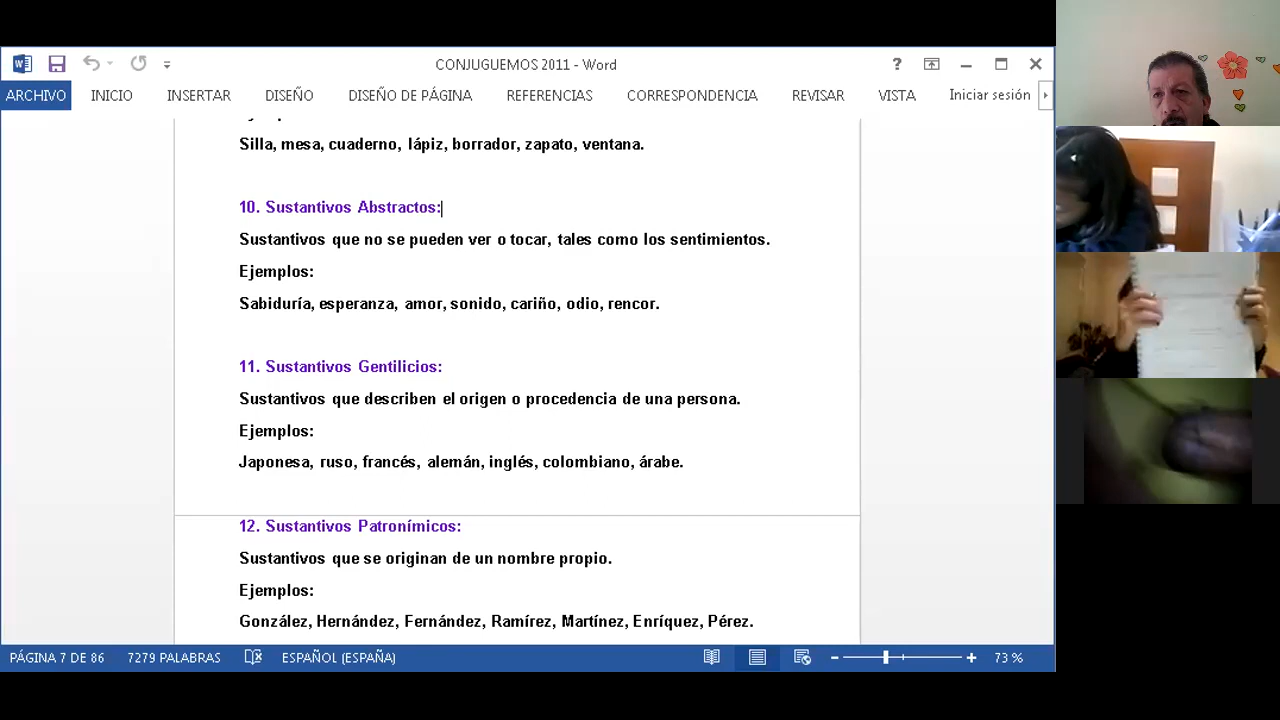 CONJUGUEMOS 2011 - Word
ARCHIVO INICIO INSERTAR DISEÑO DISEÑO DE PÁGINA REFERENCIAS CORRESPONDENCIA REVISAR VISTA Iniciar sesión
Silla, mesa, cuaderno, lápiz, borrador, zapato, ventana.
10. Sustantivos Abstractos:
Sustantivos que no se pueden ver o tocar, tales como los sentimientos.
Ejemplos:
Sabiduría, esperanza, amor, sonido, cariño, odio, rencor.
11. Sustantivos Gentilicios:
Sustantivos que describen el origen o procedencia de una persona.
Ejemplos:
Japonesa, ruso, francés, alemán, inglés, colombiano, árabe.
12. Sustantivos Patronímicos:
Sustantivos que se originan de un nombre propio.
Ejemplos:
González, Hernández, Fernández, Ramírez, Martínez, Enríquez, Pérez.
PÁGINA 7 DE 86 7279 PALABRAS ESPAÑOL (ESPAÑA) 73 %